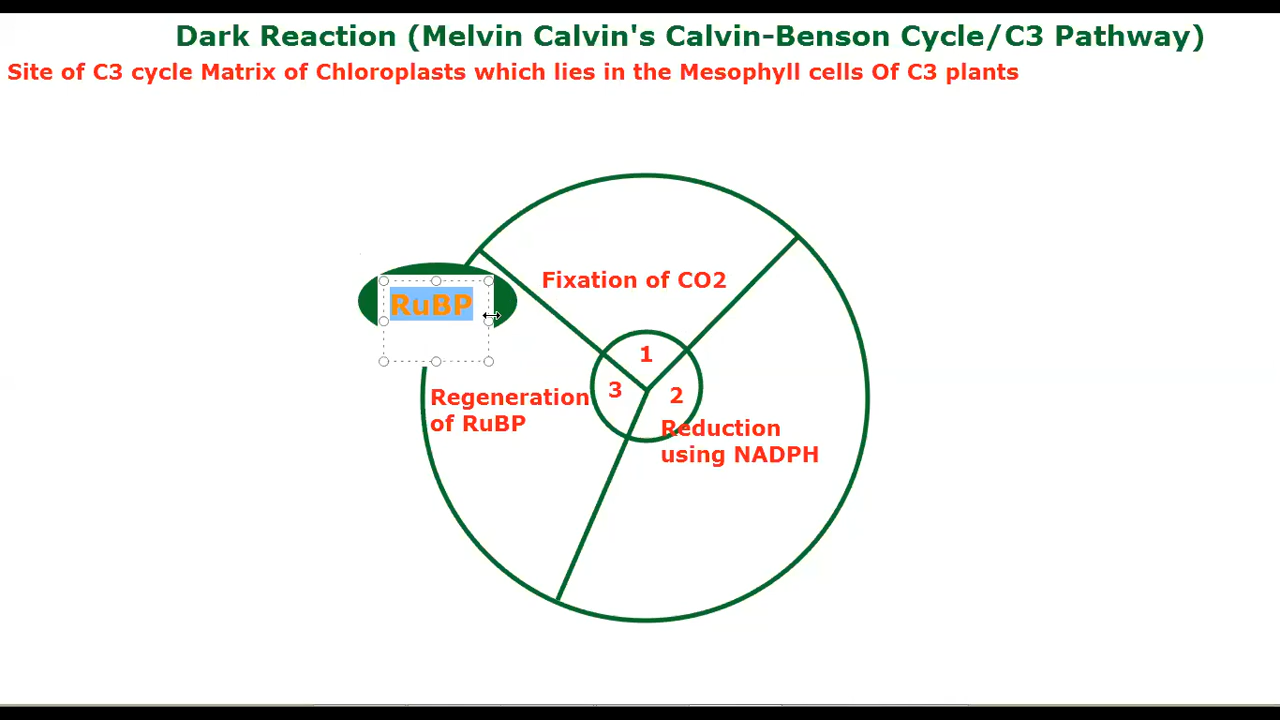 Dark Reaction (Melvin Calvin's Calvin-Benson Cycle/C3 Pathway)
Site of C3 cycle Matrix of Chloroplasts which lies in the Mesophyll cells Of C3 plants
Fixation of CO2
RuBP
1
3
2
Regeneration
of RuBP
Reduction
using NADPH